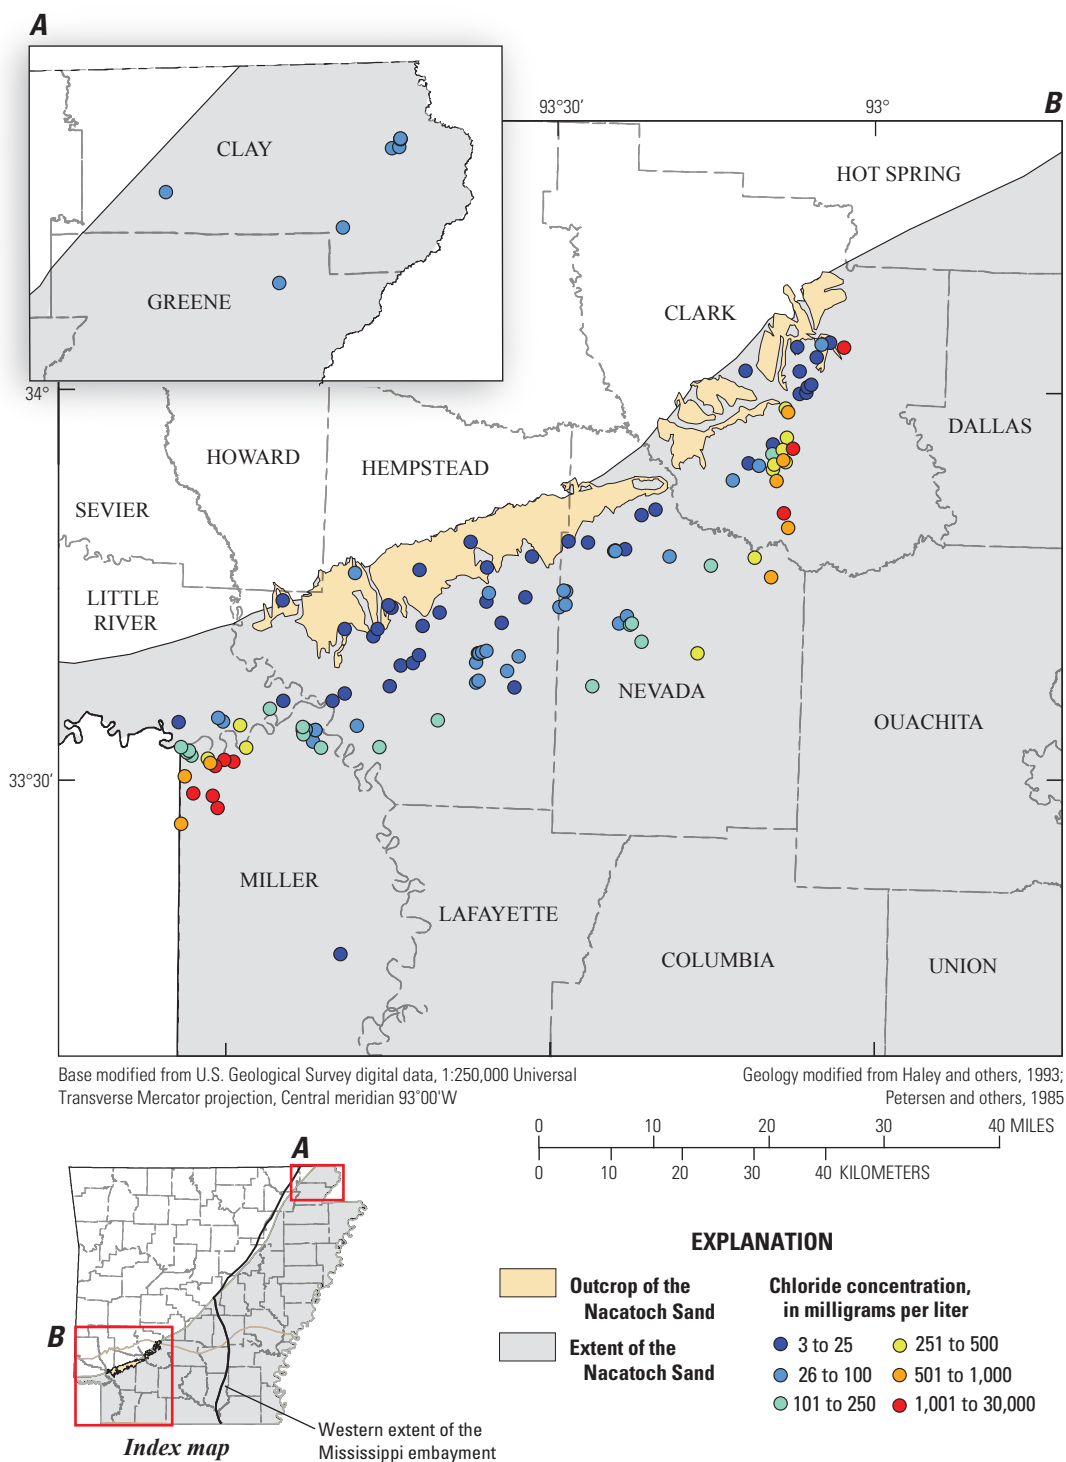 A
CLAY
GREENE
93°30'
93°
B
HOT SPRING
CLARK
34°
DALLAS
HOWARD
HEMPSTEAD
SEVIER
LITTLE
RIVER
NEVADA
OUACHITA
33°30'
MILLER
LAFAYETTE
COLUMBIA
UNION
Base modified from U.S. Geological Survey digital data, 1:250,000 Universal
Transverse Mercator projection, Central meridian 93°00'W
Geology modified from Haley and others, 1993;
Petersen and others, 1985
0 10 20 30 40 MILES
0 10 20 30 40 KILOMETERS
A
B
Index map
Western extent of the
Mississippi embayment
EXPLANATION
Outcrop of the
Nacatoch Sand
Extent of the
Nacatoch Sand
Chloride concentration,
in milligrams per liter
3 to 25
26 to 100
101 to 250
251 to 500
501 to 1,000
1,001 to 30,000